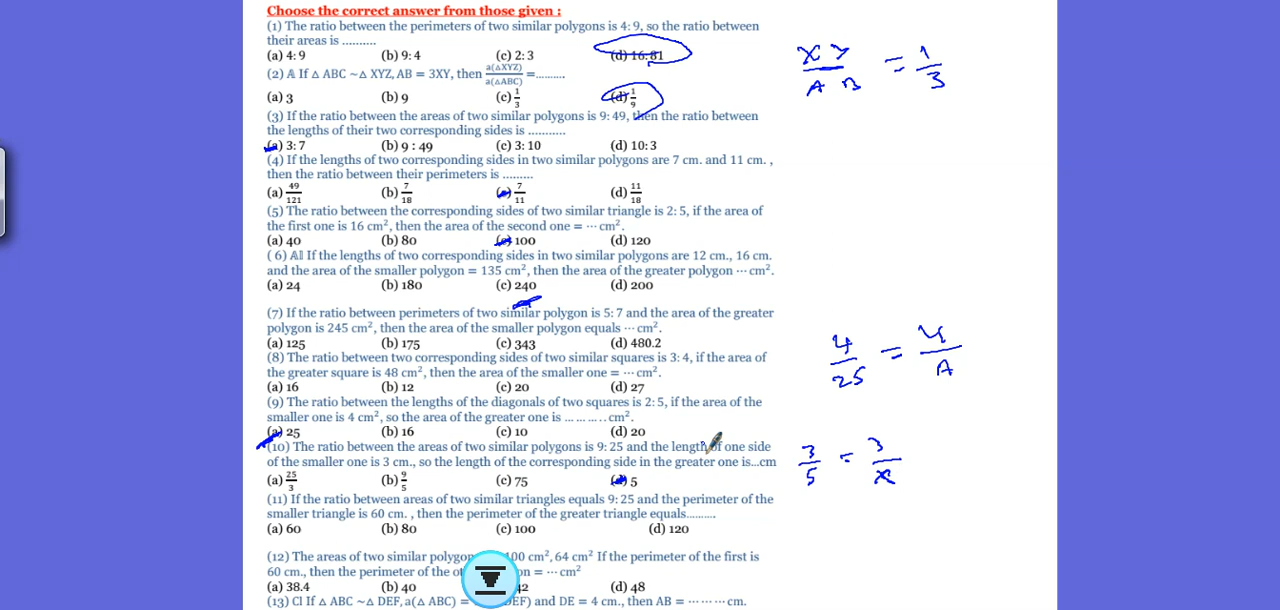 Choose the correct answer from those given :
(1) The ratio between the perimeters of two similar polygons is 4: 9, so the ratio between
their areas is ..........
(a) 4: 9 (b) 9: 4 (c) 2: 3 (d) 16:81
(2) If △ ABC ~△ XYZ, AB = 3XY, then a(△XYZ)/a(△ABC) =.........
(a) 3 (b) 9 (c) 1/3 (d) 1/9
(3) If the ratio between the areas of two similar polygons is 9: 49, then the ratio between
the lengths of their two corresponding sides is ...........
(a) 3: 7 (b) 9 : 49 (c) 3: 10 (d) 10: 3
(4) If the lengths of two corresponding sides in two similar polygons are 7 cm. and 11 cm. ,
then the ratio between their perimeters is .........
(a) 49/121 (b) 7/18 (c) 7/11 (d) 11/18
(5) The ratio between the corresponding sides of two similar triangle is 2: 5, if the area of
the first one is 16 cm², then the area of the second one = ··· cm².
(a) 40 (b) 80 (c) 100 (d) 120
( 6) If the lengths of two corresponding sides in two similar polygons are 12 cm., 16 cm.
and the area of the smaller polygon = 135 cm², then the area of the greater polygon ··· cm².
(a) 24 (b) 180 (c) 240 (d) 200
(7) If the ratio between perimeters of two similar polygon is 5: 7 and the area of the greater
polygon is 245 cm², then the area of the smaller polygon equals ··· cm².
(a) 125 (b) 175 (c) 343 (d) 480.2
(8) The ratio between two corresponding sides of two similar squares is 3: 4, if the area of
the greater square is 48 cm², then the area of the smaller one = ··· cm².
(a) 16 (b) 12 (c) 20 (d) 27
(9) The ratio between the lengths of the diagonals of two squares is 2: 5, if the area of the
smaller one is 4 cm², so the area of the greater one is ... ... ... . cm².
(a) 25 (b) 16 (c) 10 (d) 20
(10) The ratio between the areas of two similar polygons is 9: 25 and the length of one side
of the smaller one is 3 cm., so the length of the corresponding side in the greater one is...cm
(a) 25/3 (b) 9/5 (c) 75 (d) 5
(11) If the ratio between areas of two similar triangles equals 9: 25 and the perimeter of the
smaller triangle is 60 cm. , then the perimeter of the greater triangle equals..........
(a) 60 (b) 80 (c) 100 (d) 120
(12) The areas of two similar 100 cm², 64 cm² If the perimeter of the first is
60 cm., then the perimeter of the = ··· cm²
(a) 38.4 (b) 40 42 (d) 48
(13) If △ ABC ~△ DEF, a(△ ABC) = and DE = 4 cm., then AB = ··· ··· ··· cm.
XY/AB = 1/3
4/25 = 4/A
3/5 = 3/x